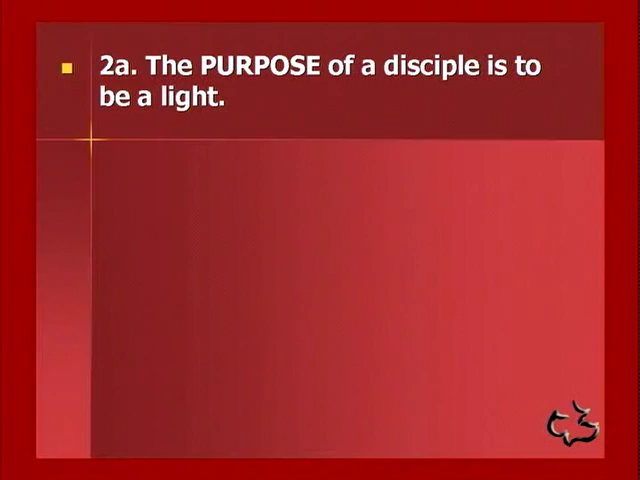 2a. The PURPOSE of a disciple is to
be a light.